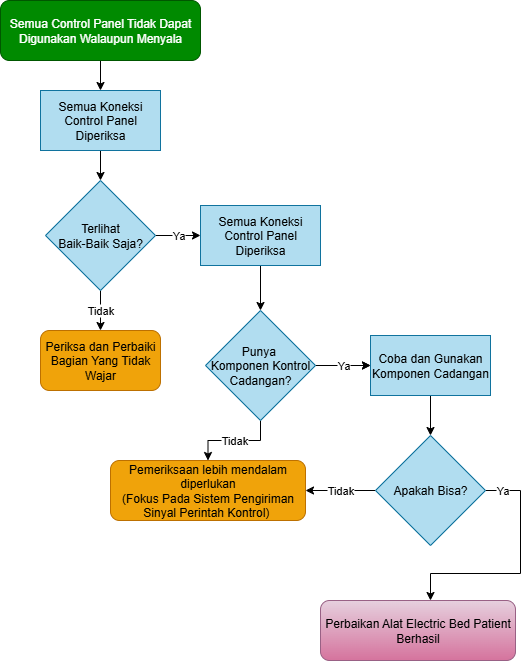 Semua Control Panel Tidak Dapat
Digunakan Walaupun Menyala
Semua Koneksi
Control Panel
Diperiksa
Terlihat
Baik-Baik Saja?
Ya
Semua Koneksi
Control Panel
Diperiksa
Tidak
Periksa dan Perbaiki
Bagian Yang Tidak
Wajar
Punya
Komponen Kontrol
Cadangan?
Ya
Coba dan Gunakan
Komponen Cadangan
Tidak
Pemeriksaan lebih mendalam
diperlukan
(Fokus Pada Sistem Pengiriman
Sinyal Perintah Kontrol)
Tidak
Apakah Bisa?
Ya
Perbaikan Alat Electric Bed Patient
Berhasil